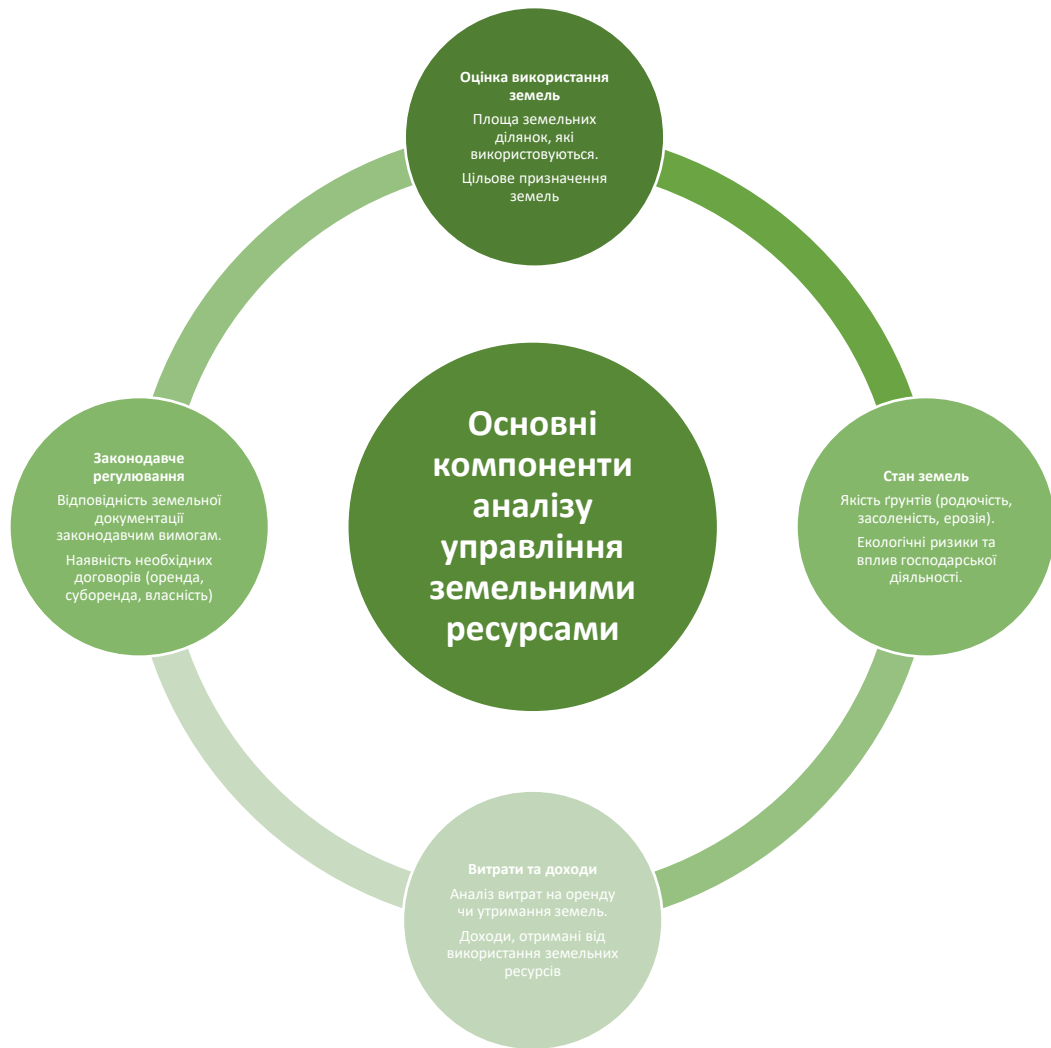 Оцінка використання
земель
Площа земельних
ділянок, які
використовуються.
Цільове призначення
земель
Основні
компоненти
аналізу
управління
земельними
ресурсами
Законодавче
регулювання
Відповідність земельної
документації
законодавчим вимогам.
Наявність необхідних
договорів (оренда,
суборенда, власність)
Стан земель
Якість ґрунтів (родючість,
засоленість, ерозія).
Екологічні ризики та
вплив господарської
діяльності.
Витрати та доходи
Аналіз витрат на оренду
чи утримання земель.
Доходи, отримані від
використання земельних
ресурсів